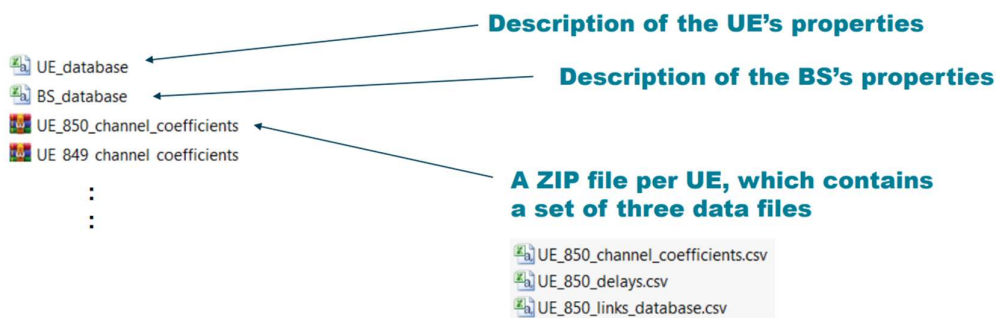 Description of the UE's properties
UE_database
Description of the BS's properties
BS_database
UE_850_channel_coefficients
UE 849 channel coefficients
:
:
A ZIP file per UE, which contains
a set of three data files
UE_850_channel_coefficients.csv
UE_850_delays.csv
UE_850_links_database.csv